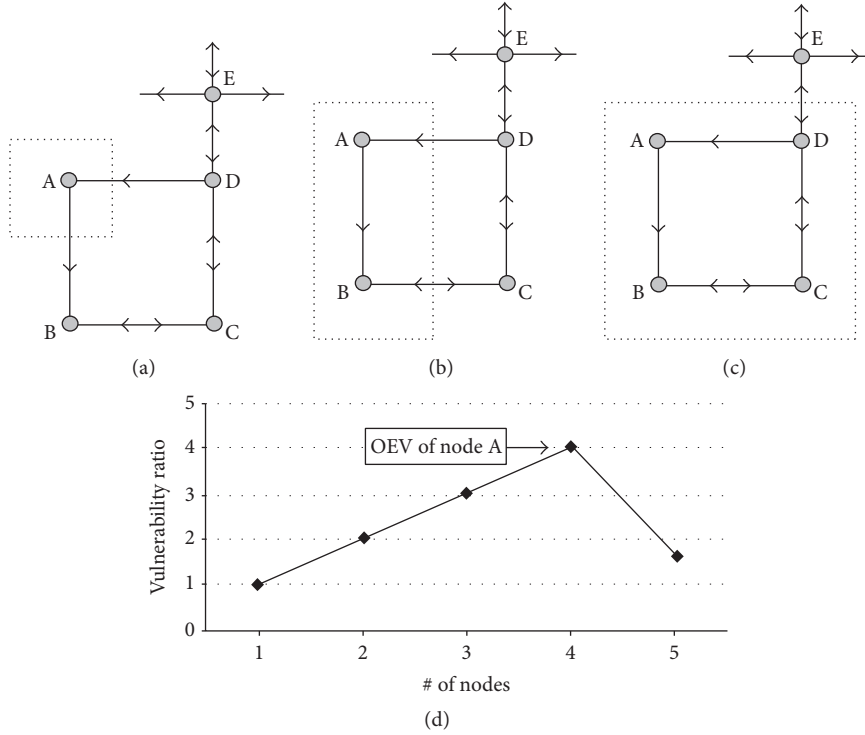 E
A
D
B
C
(a)
E
A
D
B
C
(b)
E
A
D
B
C
(c)
5
4
3
2
1
0
Vulnerability ratio
OEV of node A
1 2 3 4 5
# of nodes
(d)